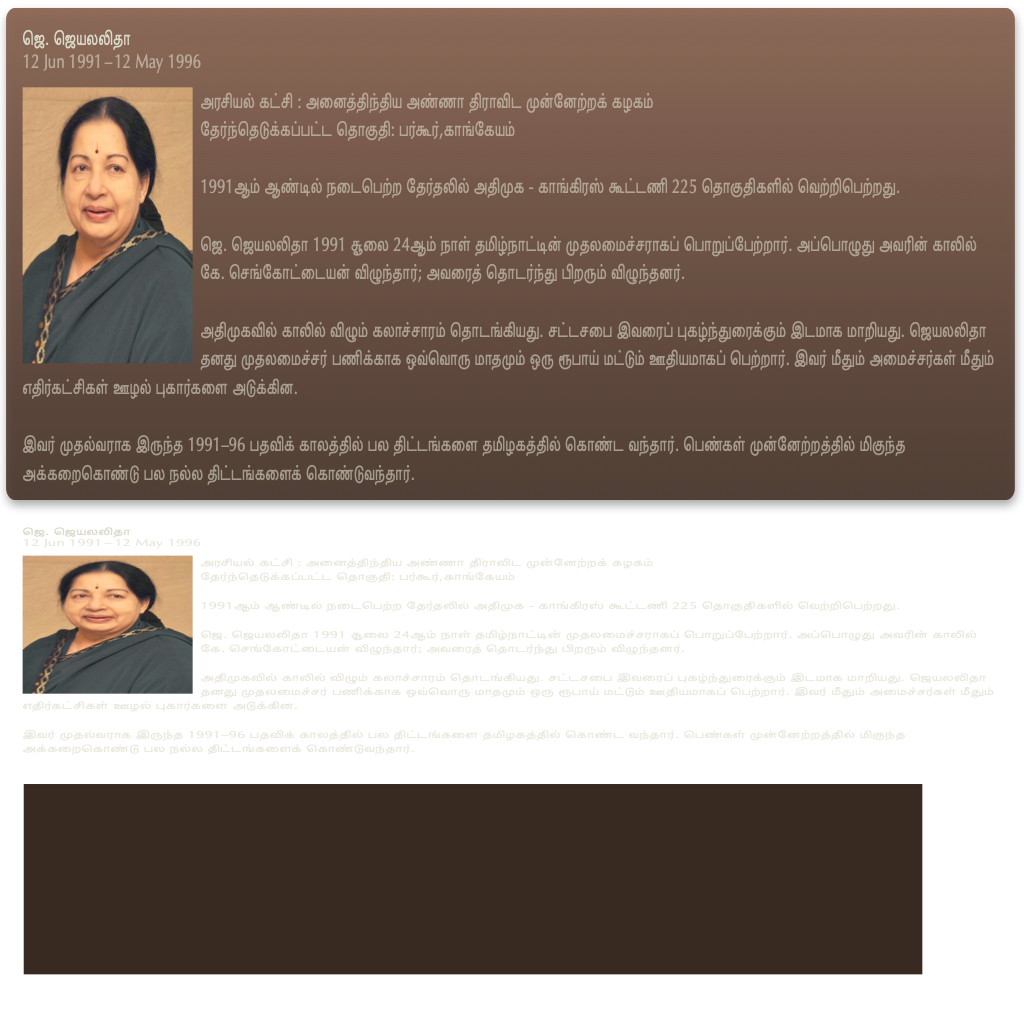 ஜெ. ஜெயலலிதா
12 Jun 1991–12 May 1996
அரசியல் கட்சி : அனைத்திந்திய அண்ணா திராவிட முன்னேற்றக் கழகம்
தேர்ந்தெடுக்கப்பட்ட தொகுதி: பர்கூர்,காங்கேயம்
1991ஆம் ஆண்டில் நடைபெற்ற தேர்தலில் அதிமுக - காங்கிரஸ் கூட்டணி 225 தொகுதிகளில் வெற்றிபெற்றது.
ஜெ. ஜெயலலிதா 1991 சூலை 24ஆம் நாள் தமிழ்நாட்டின் முதலமைச்சராகப் பொறுப்பேற்றார். அப்பொழுது அவரின் காலில்
கே. செங்கோட்டையன் விழுந்தார்; அவரைத் தொடர்ந்து பிறரும் விழுந்தனர்.
அதிமுகவில் காலில் விழும் கலாச்சாரம் தொடங்கியது. சட்டசபை இவரைப் புகழ்ந்துரைக்கும் இடமாக மாறியது. ஜெயலலிதா
தனது முதலமைச்சர் பணிக்காக ஒவ்வொரு மாதமும் ஒரு ரூபாய் மட்டும் ஊதியமாகப் பெற்றார். இவர் மீதும் அமைச்சர்கள் மீதும்
எதிர்கட்சிகள் ஊழல் புகார்களை அடுக்கின.
இவர் முதல்வராக இருந்த 1991–96 பதவிக் காலத்தில் பல திட்டங்களை தமிழகத்தில் கொண்ட வந்தார். பெண்கள் முன்னேற்றத்தில் மிகுந்த
அக்கறைகொண்டு பல நல்ல திட்டங்களைக் கொண்டுவந்தார்.
ஜெ. ஜெயலலிதா
12 Jun 1991–12 May 1996
அரசியல் கட்சி : அனைத்திந்திய அண்ணா திராவிட முன்னேற்றக் கழகம்
தேர்ந்தெடுக்கப்பட்ட தொகுதி: பர்கூர்,காங்கேயம்
1991ஆம் ஆண்டில் நடைபெற்ற தேர்தலில் அதிமுக - காங்கிரஸ் கூட்டணி 225 தொகுதிகளில் வெற்றிபெற்றது.
ஜெ. ஜெயலலிதா 1991 சூலை 24ஆம் நாள் தமிழ்நாட்டின் முதலமைச்சராகப் பொறுப்பேற்றார். அப்பொழுது அவரின் காலில்
கே. செங்கோட்டையன் விழுந்தார்; அவரைத் தொடர்ந்து பிறரும் விழுந்தனர்.
அதிமுகவில் காலில் விழும் கலாச்சாரம் தொடங்கியது. சட்டசபை இவரைப் புகழ்ந்துரைக்கும் இடமாக மாறியது. ஜெயலலிதா
தனது முதலமைச்சர் பணிக்காக ஒவ்வொரு மாதமும் ஒரு ரூபாய் மட்டும் ஊதியமாகப் பெற்றார். இவர் மீதும் அமைச்சர்கள் மீதும்
எதிர்கட்சிகள் ஊழல் புகார்களை அடுக்கின.
இவர் முதல்வராக இருந்த 1991–96 பதவிக் காலத்தில் பல திட்டங்களை தமிழகத்தில் கொண்ட வந்தார். பெண்கள் முன்னேற்றத்தில் மிகுந்த
அக்கறைகொண்டு பல நல்ல திட்டங்களைக் கொண்டுவந்தார்.